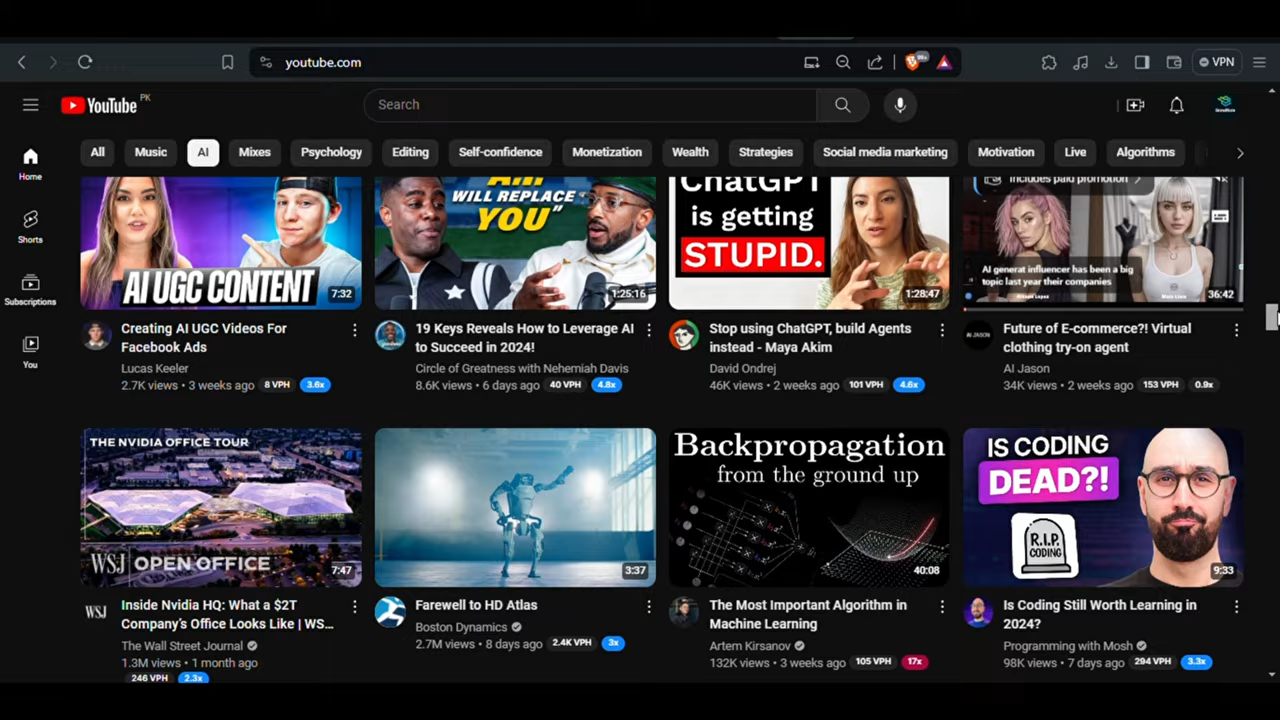 youtube.com
VPN
YouTube PK
Search
All
Music
AI
Mixes
Psychology
Editing
Self-confidence
Monetization
Wealth
Strategies
Social media marketing
Motivation
Live
Algorithms
Home
Shorts
Subscriptions
You
AI UGC CONTENT
7:32
WILL REPLACE
YOU"
1:25:16
ChatGPT
is getting
STUPID.
1:28:47
Includes paid promotion
AI generat influencer has been a big
topic last year their companies
36:42
Creating AI UGC Videos For
Facebook Ads
Lucas Keeler
2.7K views • 3 weeks ago 8 VPH 3.6x
19 Keys Reveals How to Leverage AI
to Succeed in 2024!
Circle of Greatness with Nehemiah Davis
8.6K views • 6 days ago 40 VPH 4.8x
Stop using ChatGPT, build Agents
instead - Maya Akim
David Ondrej
46K views • 2 weeks ago 101 VPH 4.6x
AI JASON
Future of E-commerce?! Virtual
clothing try-on agent
AI Jason
34K views • 2 weeks ago 153 VPH 0.9x
THE NVIDIA OFFICE TOUR
WSJ OPEN OFFICE
7:47
3:37
Backpropagation
from the ground up
40:08
IS CODING
DEAD?!
R.I.P.
CODING
9:33
WSJ
Inside Nvidia HQ: What a $2T
Company's Office Looks Like | WS...
The Wall Street Journal
1.3M views • 1 month ago
246 VPH 2.3x
Farewell to HD Atlas
Boston Dynamics
2.7M views • 8 days ago 2.4K VPH 3x
The Most Important Algorithm in
Machine Learning
Artem Kirsanov
132K views • 3 weeks ago 105 VPH 17x
Is Coding Still Worth Learning in
2024?
Programming with Mosh
98K views • 7 days ago 294 VPH 3.3x